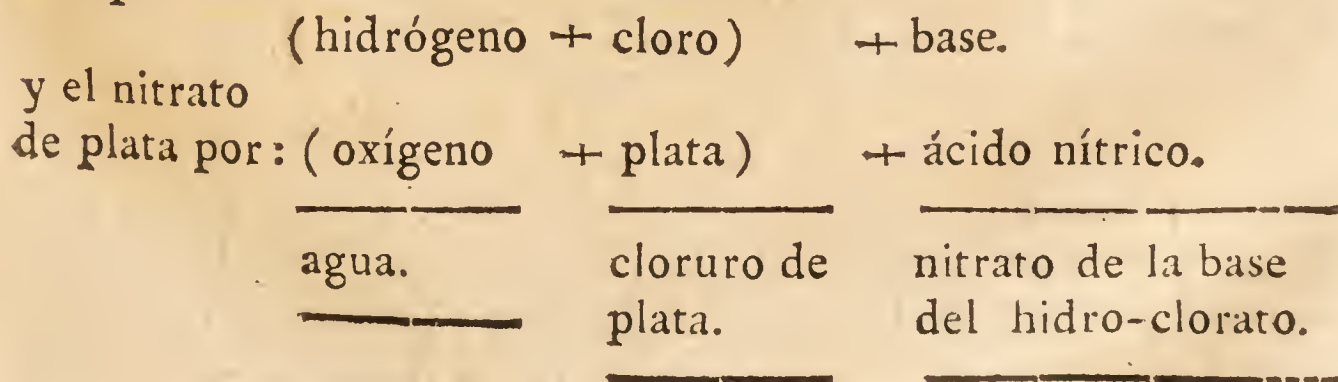 (hidrógeno + cloro) + base.
y el nitrato
de plata por: ( oxígeno + plata) + ácido nítrico.
agua. cloruro de nitrato de la base
plata. del hidro-clorato.